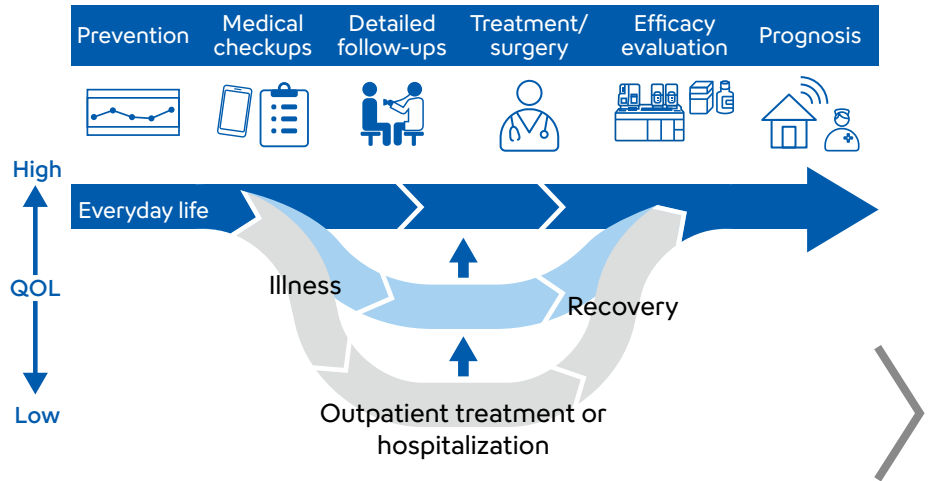 Prevention
Medical
checkups
Detailed
follow-ups
Treatment/
surgery
Efficacy
evaluation
Prognosis
High
QOL
Low
Everyday life
Illness
Recovery
Outpatient treatment or
hospitalization